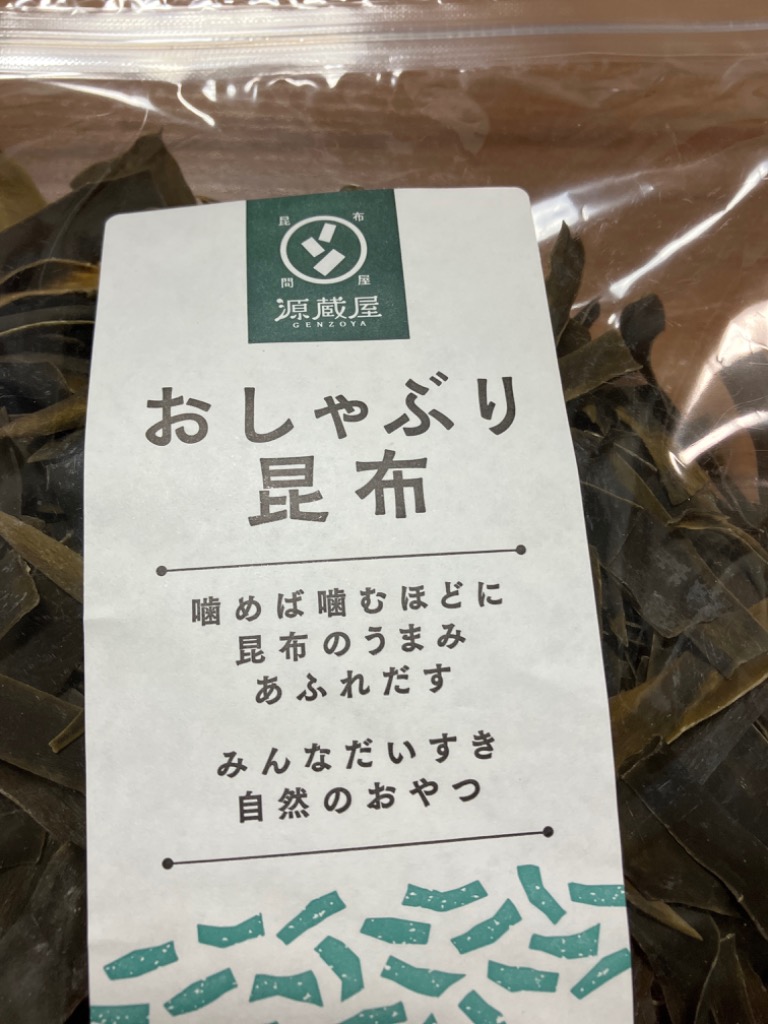 昆布
問屋
源蔵屋
GENZOYA
おしゃぶり
昆布
噛めば噛むほどに
昆布のうまみ
あふれだす
みんなだいすき
自然のおやつ